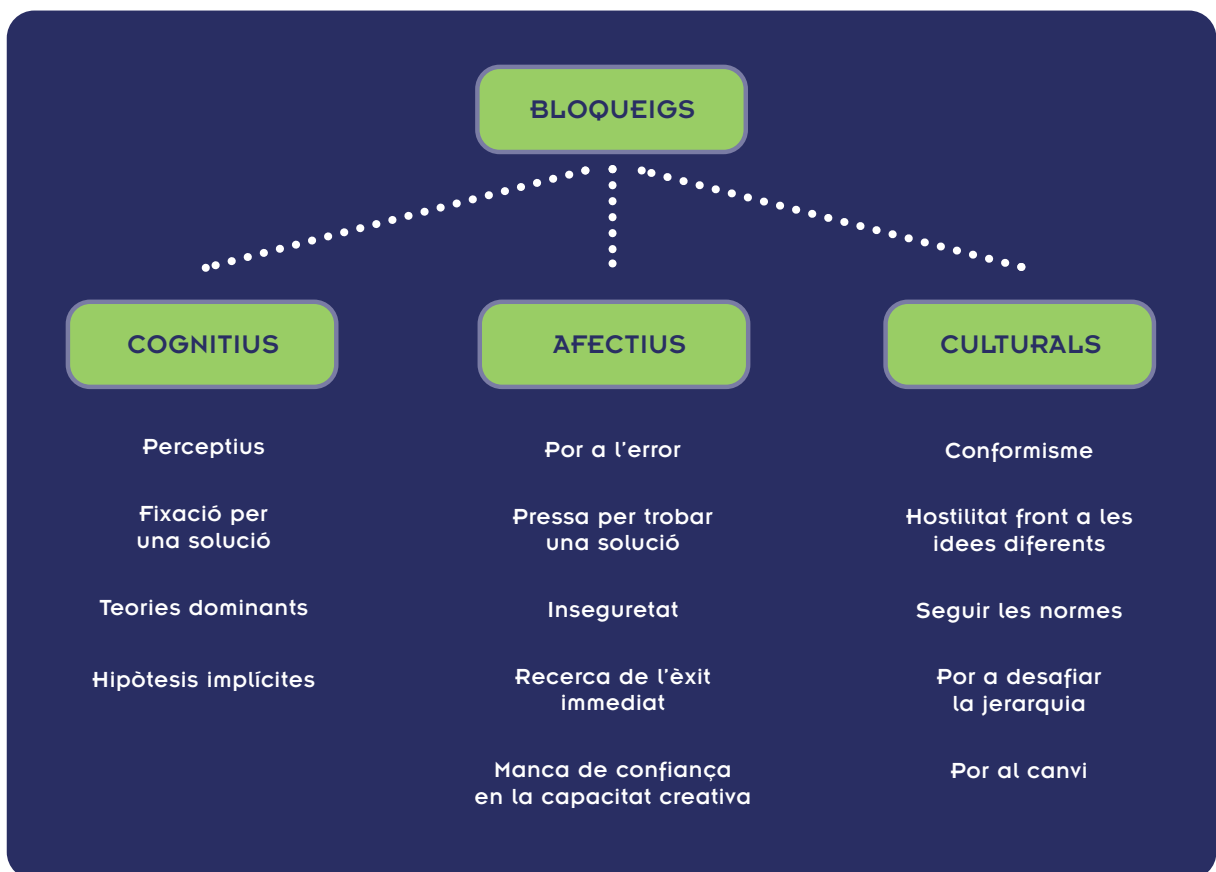 BLOQUEIGS
COGNITIUS
Perceptius
Fixació per
una solució
Teories dominants
Hipòtesis implícites
AFECTIUS
Por a l'error
Pressa per trobar
una solució
Inseguretat
Recerca de l'èxit
immediat
Manca de confiança
en la capacitat creativa
CULTURALS
Conformisme
Hostilitat front a les
idees diferents
Seguir les normes
Por a desafiar
la jerarquia
Por al canvi